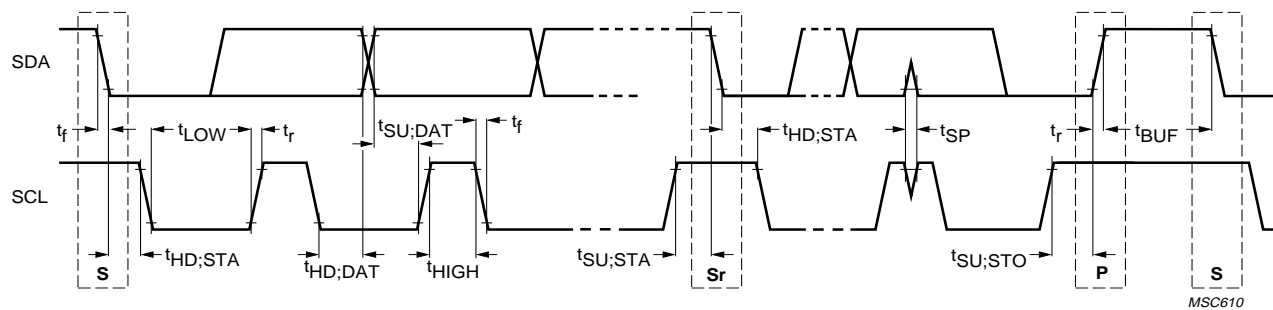 SDA
t_f
t_LOW
t_r
t_SU;DAT
t_f
t_HD;STA
t_SP
t_r
t_BUF
SCL
S
t_HD;STA
t_HD;DAT
t_HIGH
t_SU;STA
Sr
t_SU;STO
P
S
MSC610